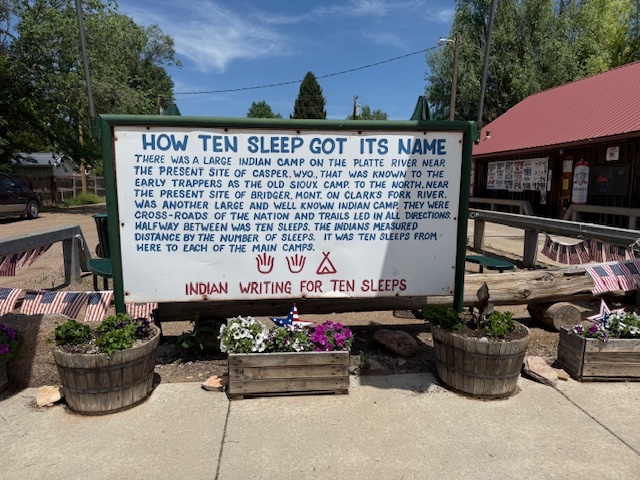 HOW TEN SLEEP GOT ITS NAME
THERE WAS A LARGE INDIAN CAMP ON THE PLATTE RIVER NEAR
THE PRESENT SITE OF CASPER, WYO., THAT WAS KNOWN TO THE
EARLY TRAPPERS AS THE OLD SIOUX CAMP. TO THE NORTH, NEAR
THE PRESENT SITE OF BRIDGER, MONT. ON CLARKS FORK RIVER,
WAS ANOTHER LARGE AND WELL KNOWN INDIAN CAMP. THEY WERE
CROSS-ROADS OF THE NATION AND TRAILS LED IN ALL DIRECTIONS.
HALFWAY BETWEEN WAS TEN SLEEPS. THE INDIANS MEASURED
DISTANCE BY THE NUMBER OF SLEEPS. IT WAS TEN SLEEPS FROM
HERE TO EACH OF THE MAIN CAMPS.
INDIAN WRITING FOR TEN SLEEPS